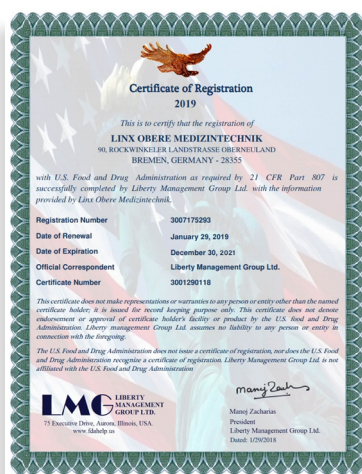 Certificate of Registration
2019
This is to certify that the registration of
LINX OBERE MEDIZINTECHNIK
90, ROCKWINKELER LANDSTRASSE OBERNEULAND
BREMEN, GERMANY - 28355
with U.S. Food and Drug Administration as required by 21 CFR Part 807 is
successfully completed by Liberty Management Group Ltd. with the information
provided by Linx Obere Medizintechnik.
Registration Number 3007175293
Date of Renewal January 29, 2019
Date of Expiration December 30, 2021
Official Correspondent Liberty Management Group Ltd.
Certificate Number 3001290118
This certificate does not make representations or warranties to any person or entity other than the named
certificate holder; it is issued for record keeping purpose only. This certificate does not denote
endorsement or approval of certificate holder's facility or product by the U.S. food and Drug
Administration. Liberty management Group Ltd. assumes no liability to any person or entity in
connection with the foregoing.
The U.S Food and Drug Administration does not issue a certificate of registration, nor does the U.S Food
and Drug Administration recognize a certificate of registration. Liberty Management Group Ltd. is not
affiliated with the U.S Food and Drug Administration
LMG LIBERTY
MANAGEMENT
GROUP LTD.
75 Executive Drive, Aurora, Illinois, USA.
www.fdahelp.us
Manoj Zach
Manoj Zacharias
President
Liberty Management Group Ltd.
Dated: 1/29/2018